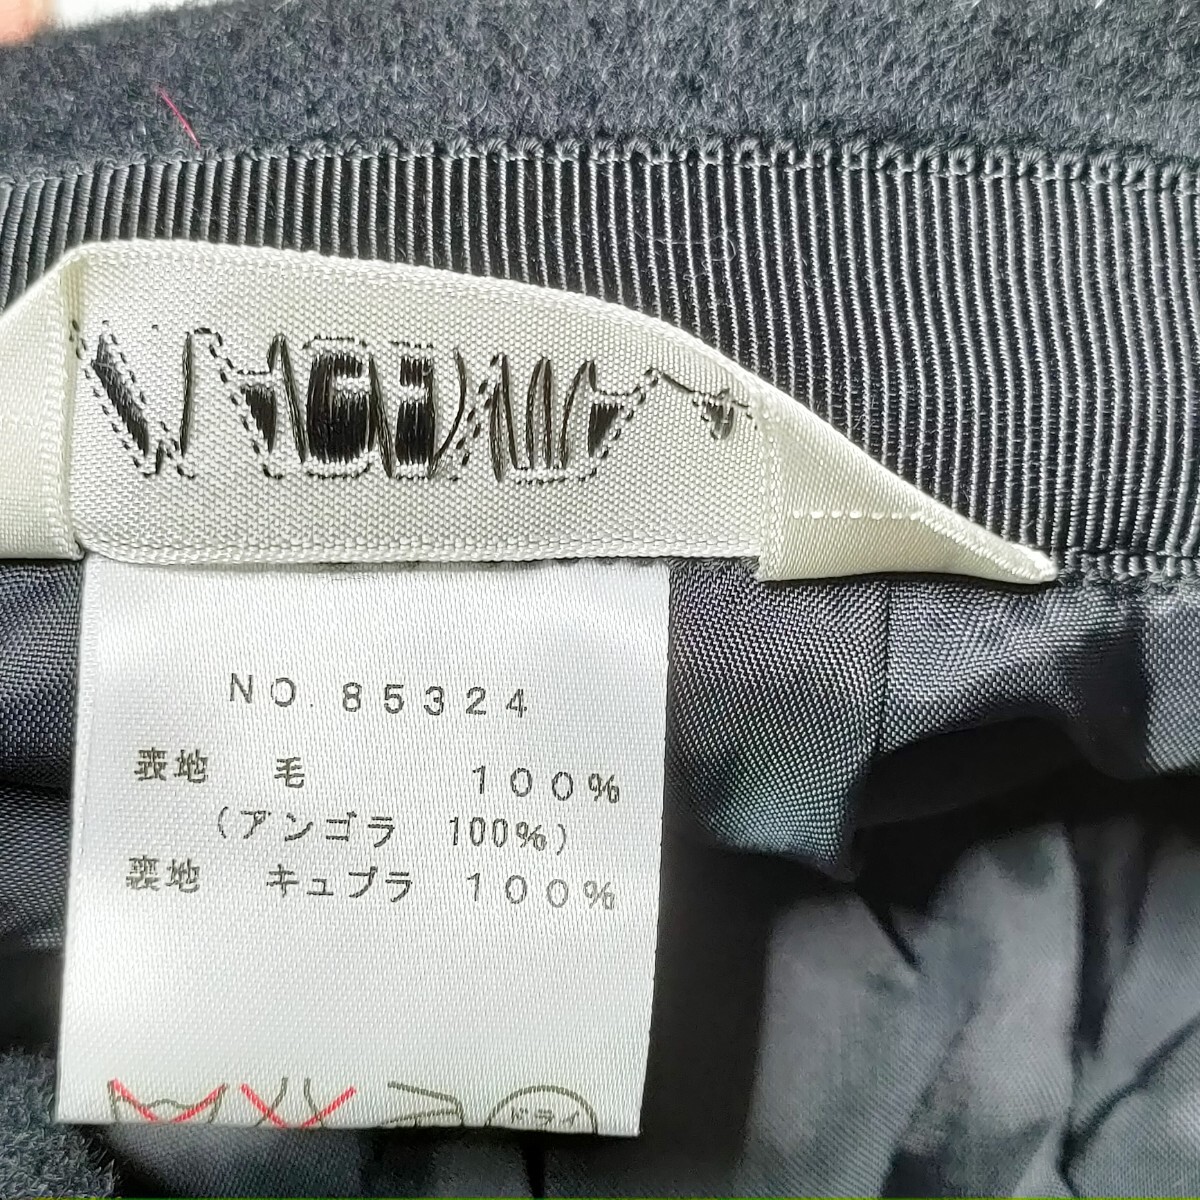 NO.85324
表地 毛 100%
(アンゴラ 100%)
裏地 キュプラ 100%
ドライ